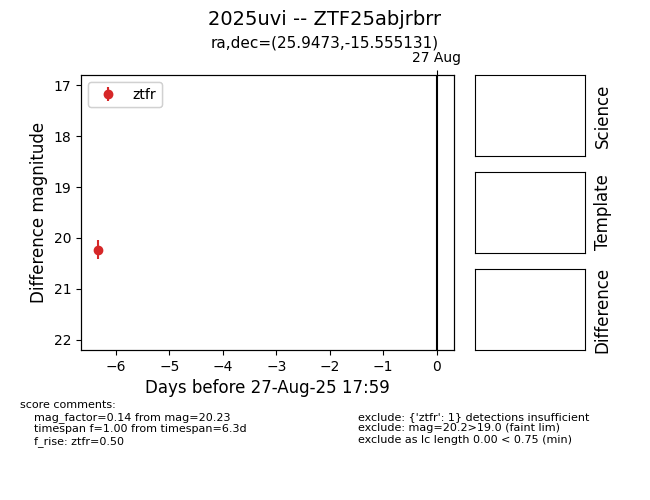 2025uvi -- ZTF25abjrbrr
ra,dec=(25.9473,-15.555131)
27 Aug
ztfr
17
18
19
20
21
22
Difference magnitude
−6
−5
−4
−3
−2
−1
0
Days before 27-Aug-25 17:59
Science
Template
Difference
score comments:
mag_factor=0.14 from mag=20.23
timespan f=1.00 from timespan=6.3d
f_rise: ztfr=0.50
exclude: {'ztfr': 1} detections insufficient
exclude: mag=20.2>19.0 (faint lim)
exclude as lc length 0.00 < 0.75 (min)